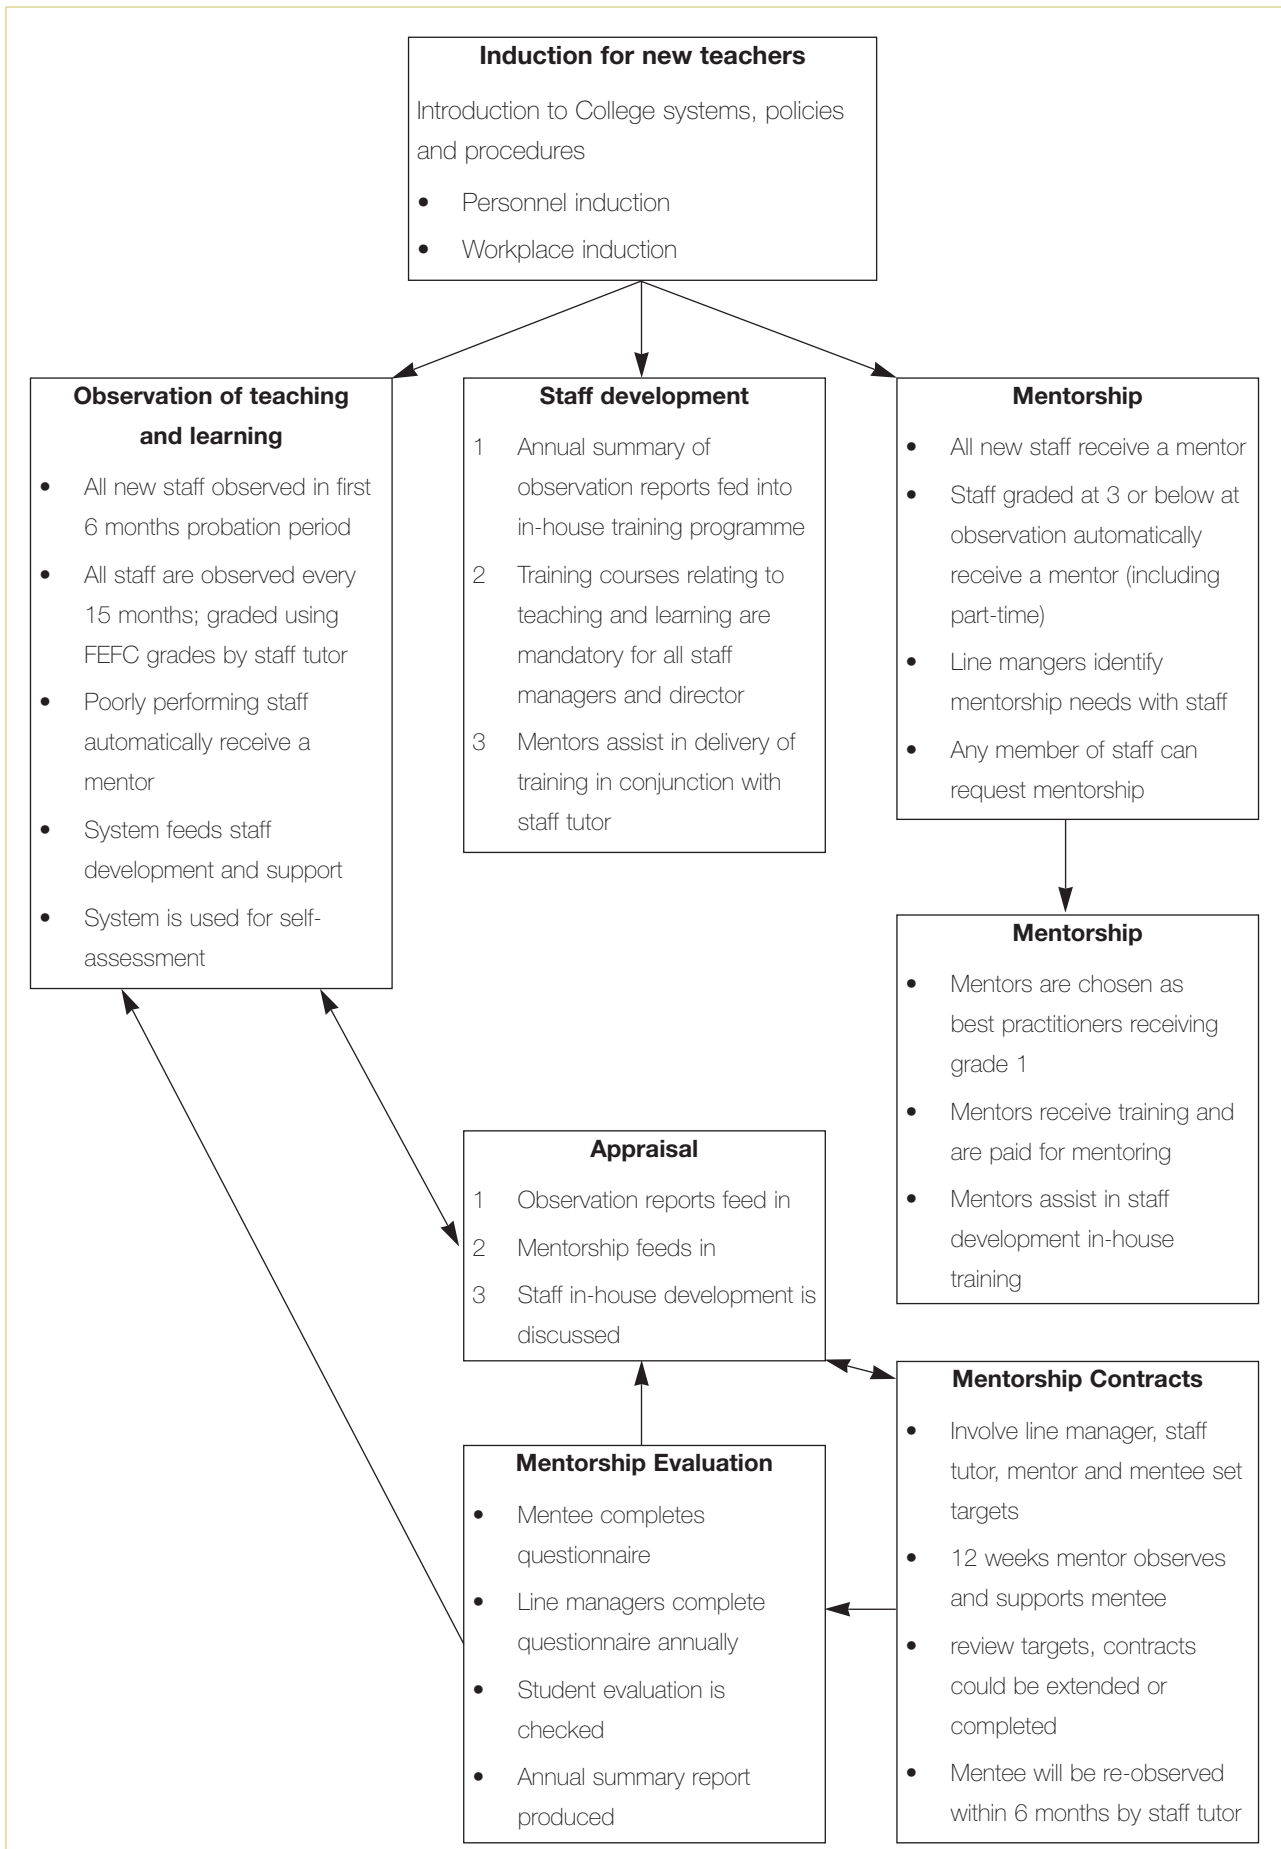 Induction for new teachers
Introduction to College systems, policies
and procedures
• Personnel induction
• Workplace induction
Observation of teaching
and learning
• All new staff observed in first
6 months probation period
• All staff are observed every
15 months; graded using
FEFC grades by staff tutor
• Poorly performing staff
automatically receive a
mentor
• System feeds staff
development and support
• System is used for self-
assessment
Staff development
1 Annual summary of
observation reports fed into
in-house training programme
2 Training courses relating to
teaching and learning are
mandatory for all staff
managers and director
3 Mentors assist in delivery of
training in conjunction with
staff tutor
Mentorship
• All new staff receive a mentor
• Staff graded at 3 or below at
observation automatically
receive a mentor (including
part-time)
• Line mangers identify
mentorship needs with staff
• Any member of staff can
request mentorship
Mentorship
• Mentors are chosen as
best practitioners receiving
grade 1
• Mentors receive training and
are paid for mentoring
• Mentors assist in staff
development in-house
training
Appraisal
1 Observation reports feed in
2 Mentorship feeds in
3 Staff in-house development is
discussed
Mentorship Contracts
• Involve line manager, staff
tutor, mentor and mentee set
targets
• 12 weeks mentor observes
and supports mentee
• review targets, contracts
could be extended or
completed
• Mentee will be re-observed
within 6 months by staff tutor
Mentorship Evaluation
• Mentee completes
questionnaire
• Line managers complete
questionnaire annually
• Student evaluation is
checked
• Annual summary report
produced